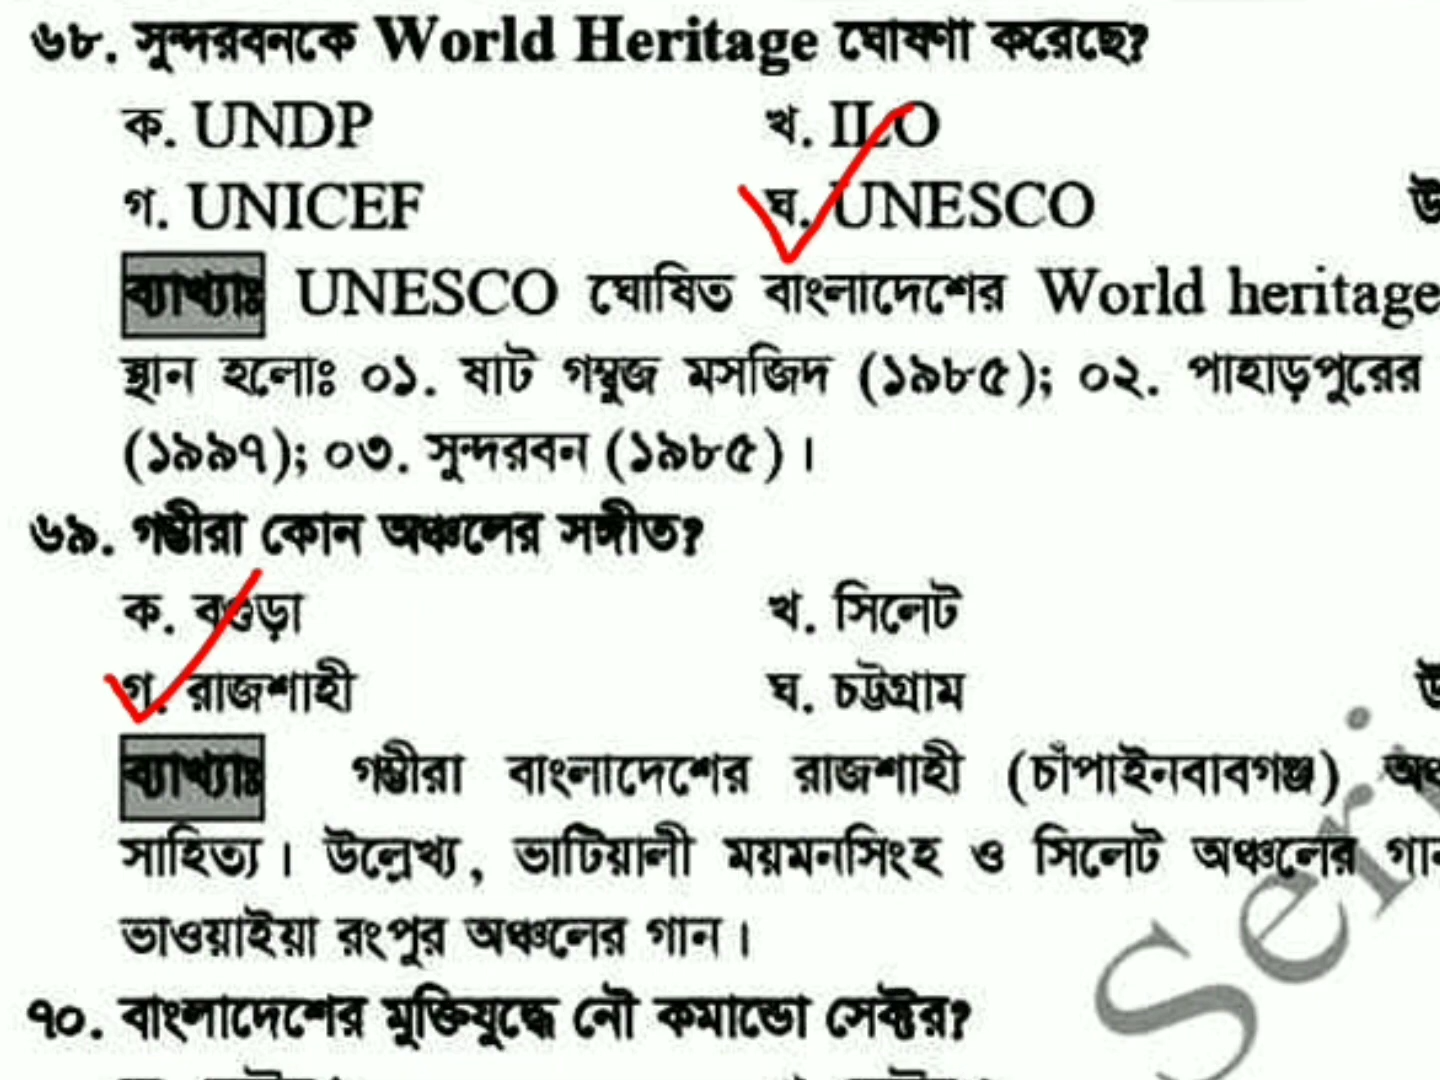 ৬৮. সুন্দরবনকে World Heritage ঘোষণা করেছে?
ক. UNDP খ. ILO
গ. UNICEF ঘ. UNESCO
ব্যাখ্যাঃ UNESCO ঘোষিত বাংলাদেশের World heritage
স্থান হলোঃ ০১. ষাট গম্বুজ মসজিদ (১৯৮৫); ০২. পাহাড়পুরের
(১৯৯৭); ০৩. সুন্দরবন (১৯৮৫)।
৬৯. গম্ভীরা কোন অঞ্চলের সঙ্গীত?
ক. বগুড়া খ. সিলেট
গ. রাজশাহী ঘ. চট্টগ্রাম
ব্যাখ্যাঃ গম্ভীরা বাংলাদেশের রাজশাহী (চাঁপাইনবাবগঞ্জ)
সাহিত্য। উল্লেখ্য, ভাটিয়ালী ময়মনসিংহ ও সিলেট অঞ্চলের গান
ভাওয়াইয়া রংপুর অঞ্চলের গান।
৭০. বাংলাদেশের মুক্তিযুদ্ধে নৌ কমান্ডো সেক্টর?
Seri